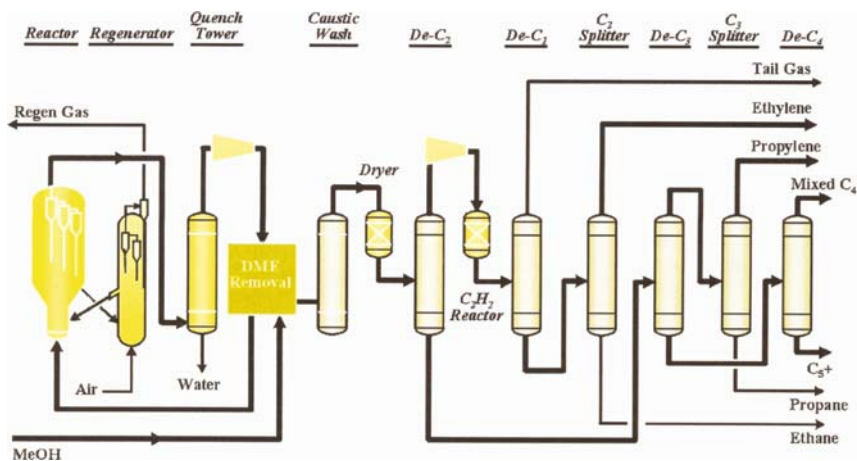 Reactor
Regenerator
Quench
Tower
Caustic
Wash
De-C₂
De-C₁
C₂
Splitter
De-C₃
C₃
Splitter
De-C₄
Tail Gas
Regen Gas
Ethylene
Propylene
Dryer
Mixed C₄
DME
Removal
C₂H₂
Reactor
Air
Water
C₅+
Propane
Ethane
MeOH